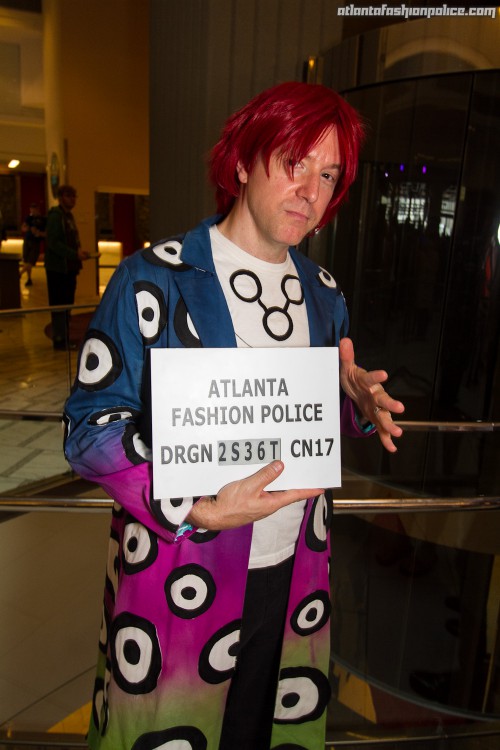 atlantafashionpolice.com
ATLANTA
FASHION POLICE
DRGN 2S36T CN17